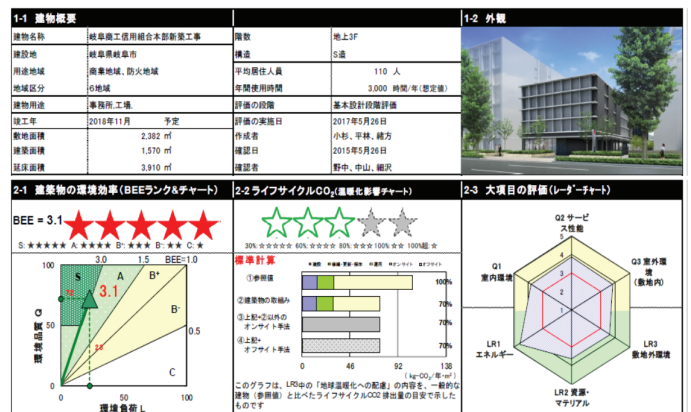 1-1 建物概要
1-2 外観
建物名称 岐阜商工信用組合本部新築工事 階数 地上3F
建設地 岐阜県岐阜市 構造 S造
用途地域 商業地域、防火地域 平均居住人員 110 人
地域区分 6地域 年間使用時間 3,000 時間/年(想定値)
建物用途 事務所,工場, 評価の段階 基本設計段階評価
竣工年 2018年11月 予定 評価の実施日 2017年5月26日
敷地面積 2,382 ㎡ 作成者 小杉、平林、緒方
建築面積 1,570 ㎡ 確認日 2015年5月26日
延床面積 3,910 ㎡ 確認者 野中、中山、細沢
2-1 建築物の環境効率(BEEランク&チャート)
BEE = 3.1 ★★★★★
S: ★★★★★ A: ★★★★ B⁺: ★★★ B⁻: ★★ C: ★
3.0 1.5 BEE=1.0
100
S A B⁺
3.1
50
B⁻
0.5
C
0
0 50 100
環境品質 Q
環境負荷 L
2-2ライフサイクルCO₂(温暖化影響チャート)
30%: ☆☆☆☆☆ 60%: ☆☆☆☆ 80%: ☆☆☆ 100%: ☆☆ 100%超: ☆
標準計算
①参照値 100%
②建築物の取組み 70%
③上記+②以外の
オンサイト手法 70%
④上記+
オフサイト手法 70%
0 46 92 138
( kg-CO₂/年・㎡ )
このグラフは、LR3中の「地球温暖化への配慮」の内容を、一般的な
建物（参照値）と比べたライフサイクルCO2 排出量の目安で示した
ものです
2-3 大項目の評価(レーダーチャート)
Q2 サービ
ス性能
5
4
3
2
1
Q1
室内環境
Q3 室外環
境
(敷地内)
LR1
エネルギー
LR3
敷地外環境
LR2 資源・
マテリアル